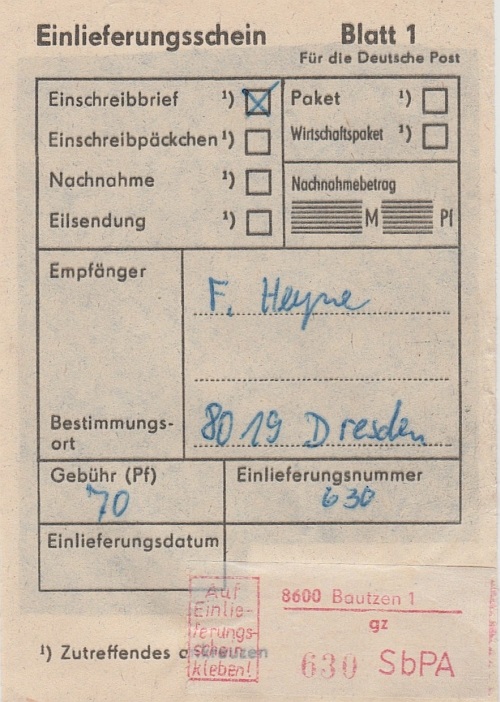 Einlieferungsschein Blatt 1
Für die Deutsche Post
Einschreibbrief ¹) Paket ¹)
Einschreibpäckchen ¹) Wirtschaftspaket ¹)
Nachnahme ¹) Nachnahmebetrag
Eilsendung ¹) M Pf
Empfänger F. Heyne
Bestimmungs-
ort 8019 Dresden
Gebühr (Pf) Einlieferungsnummer
70 630
Einlieferungsdatum
Auf
Einlie-
ferungs-
schein
kleben!
8600 Bautzen 1
gz
630 SbPA
¹) Zutreffendes ankreuzen